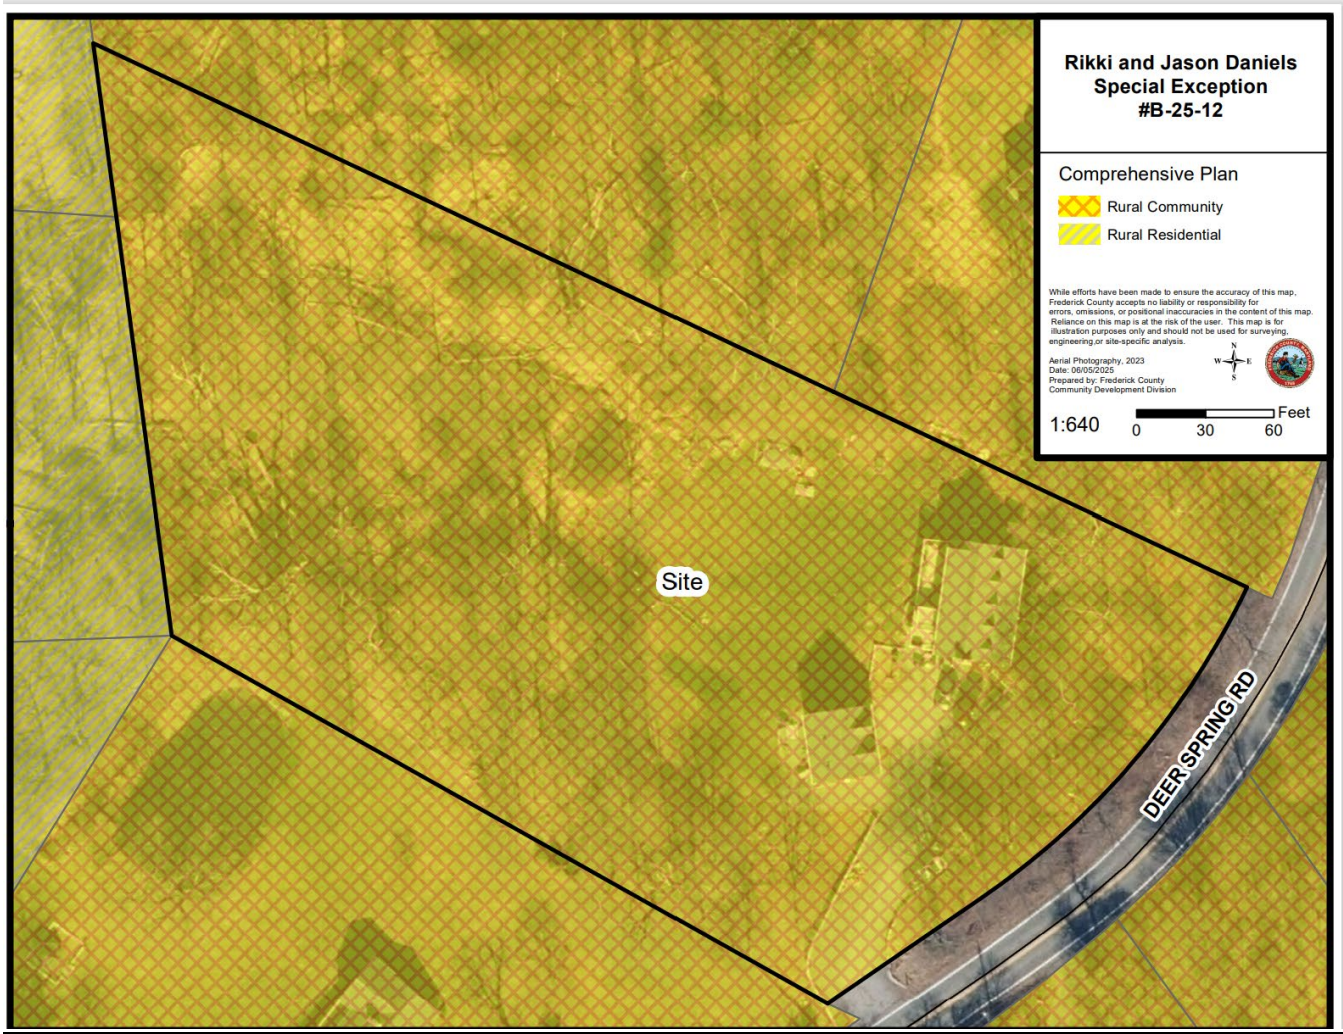 Rikki and Jason Daniels
Special Exception
#B-25-12
Comprehensive Plan
Rural Community
Rural Residential
While efforts have been made to ensure the accuracy of this map,
Frederick County accepts no liability or responsibility for
errors, omissions, or positional inaccuracies in the content of this map.
Reliance on this map is at the risk of the user. This map is for
illustration purposes only and should not be used for surveying,
engineering,or site-specific analysis.
N
W E
S
Aerial Photography, 2023
Date: 06/05/2025
Prepared by: Frederick County
Community Development Division
1:640
Feet
0 30 60
Site
DEER SPRING RD